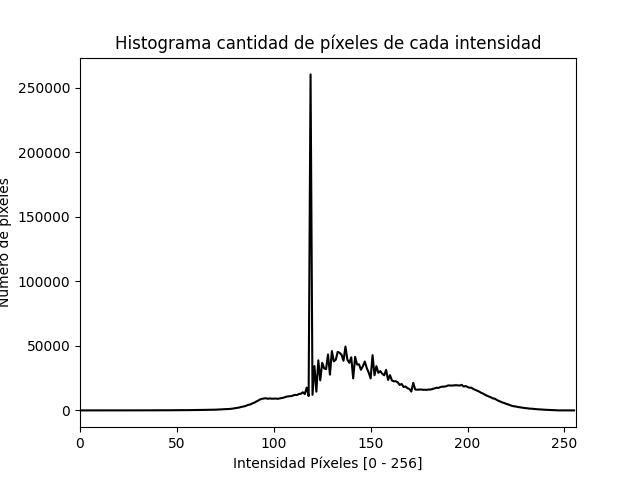 Histograma cantidad de píxeles de cada intensidad
Número de píxeles
250000
200000
150000
100000
50000
0
0 50 100 150 200 250
Intensidad Píxeles [0 - 256]